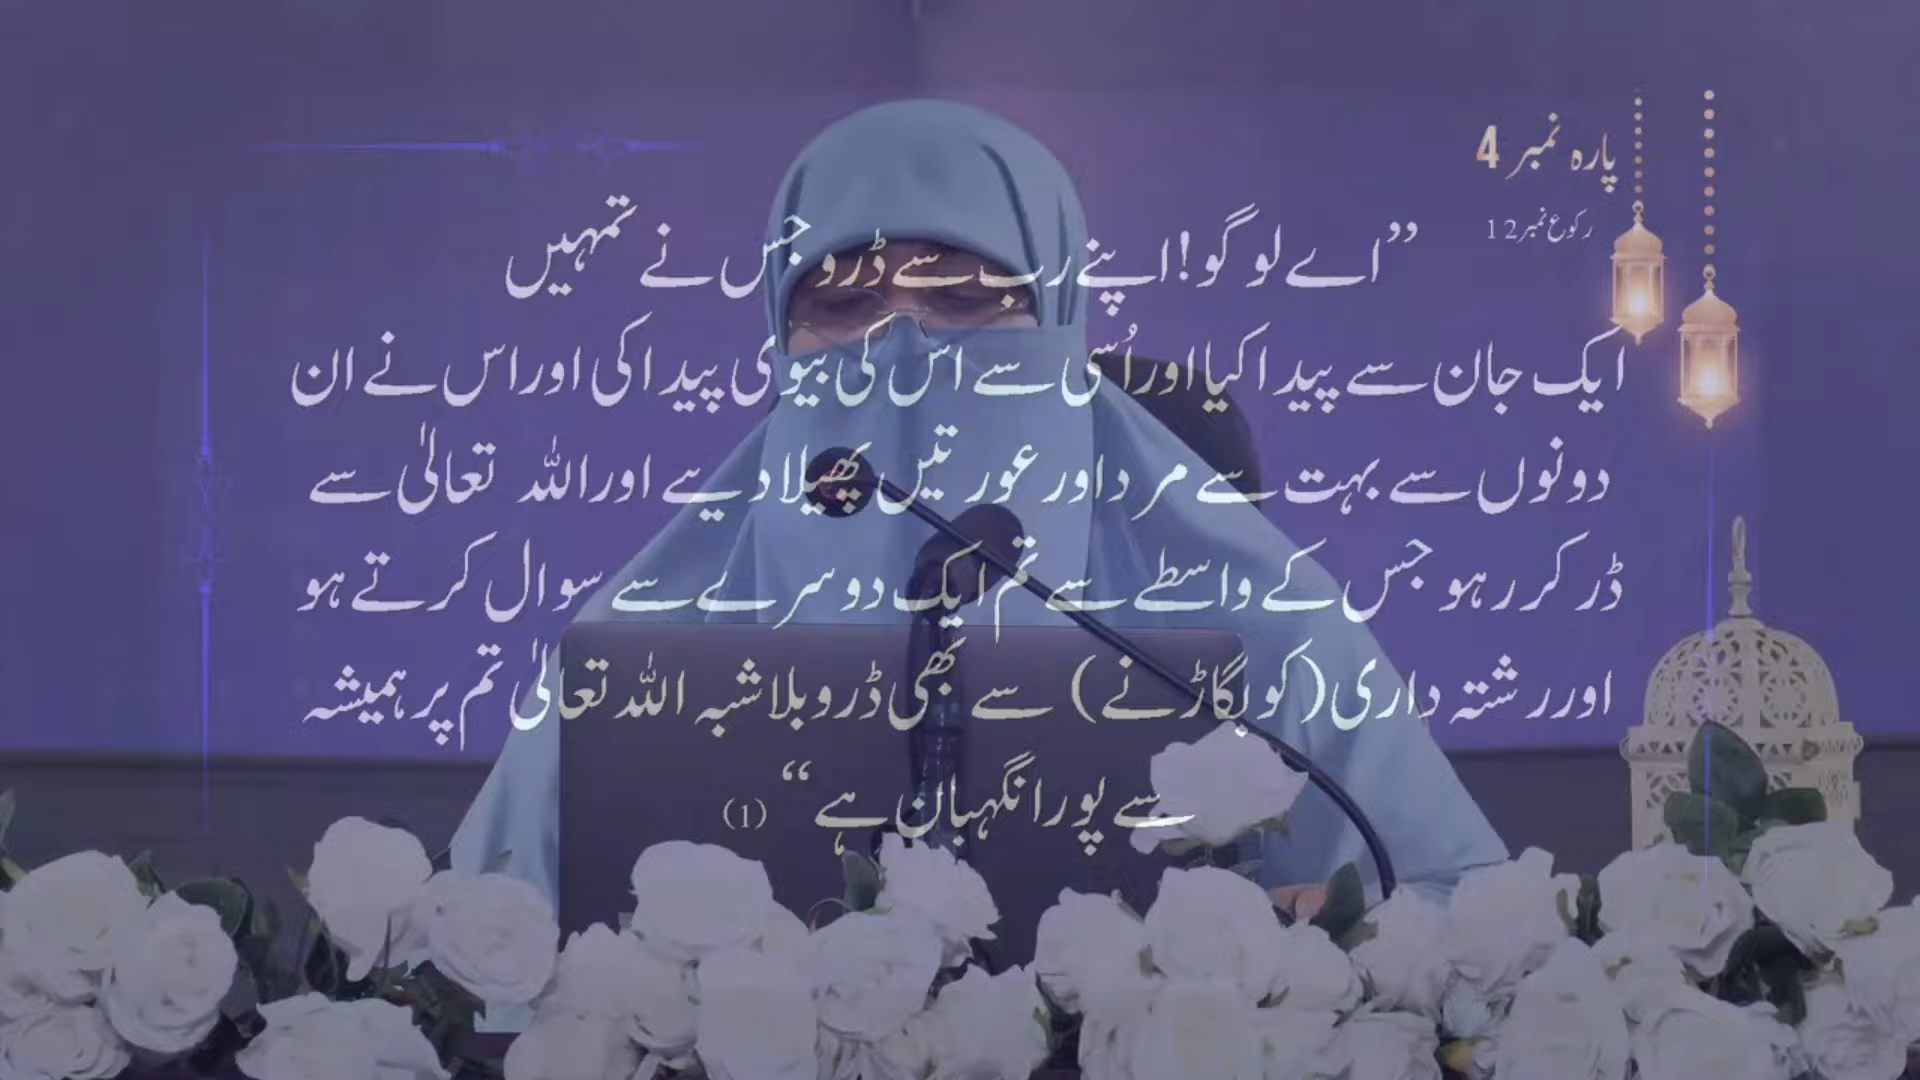 پارہ نمبر 4
رکوع نمبر 12
”اے لوگو! اپنے رب سے ڈرو جس نے تمہیں
ایک جان سے پیدا کیا اور اُسی سے اس کی بیوی پیدا کی اور اس نے ان
دونوں سے بہت سے مرد اور عورتیں پھیلا دیے اور اللہ تعالیٰ سے
ڈر کر رہو جس کے واسطے سے تم ایک دوسرے سے سوال کرتے ہو
اور رشتہ داری (کو بگاڑنے) سے بھی ڈرو بلاشبہ اللہ تعالیٰ تم پر ہمیشہ
سے پورا نگہبان ہے“ (1)